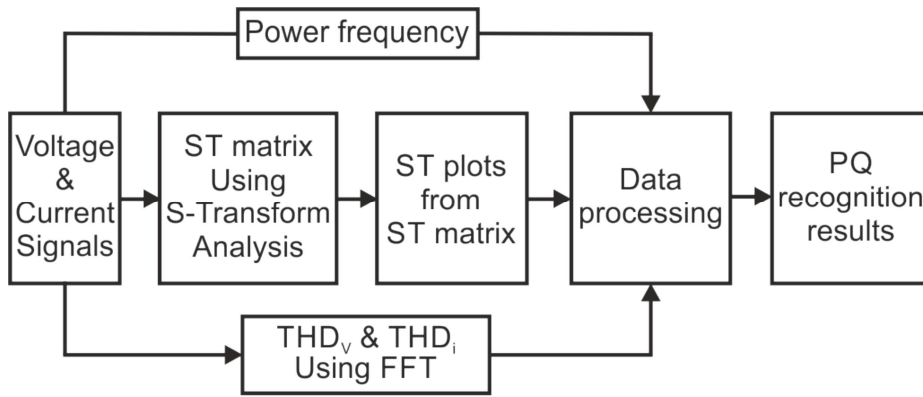 Power frequency
Voltage
&
Current
Signals
ST matrix
Using
S-Transform
Analysis
ST plots
from
ST matrix
Data
processing
PQ
recognition
results
THDV & THDi
Using FFT